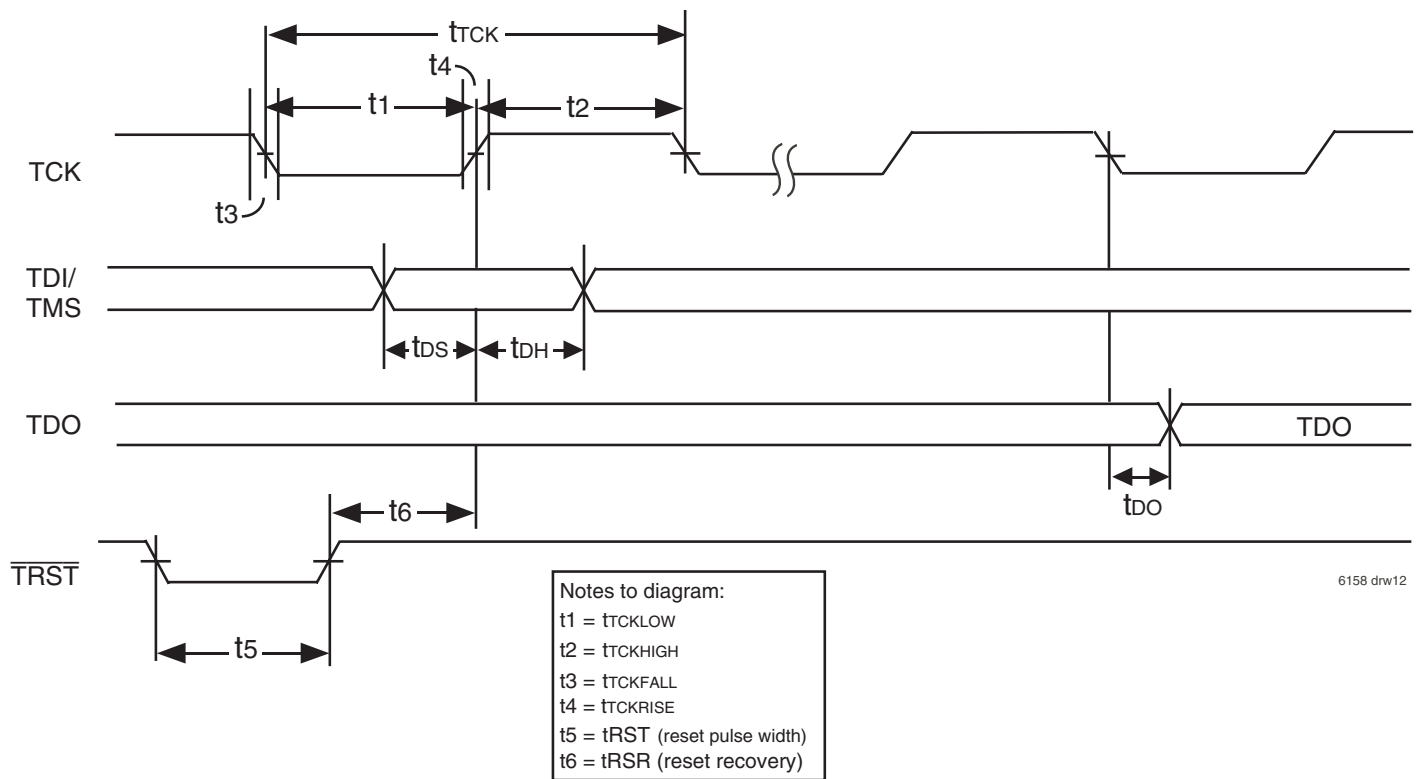 tTCK
t4
t1
t2
TCK
t3
TDI/
TMS
tDS
tDH
TDO
TDO
tDO
t6
TRST
6158 drw12
t5
Notes to diagram:
t1 = tTCKLOW
t2 = tTCKHIGH
t3 = tTCKFALL
t4 = tTCKRISE
t5 = tRST (reset pulse width)
t6 = tRSR (reset recovery)